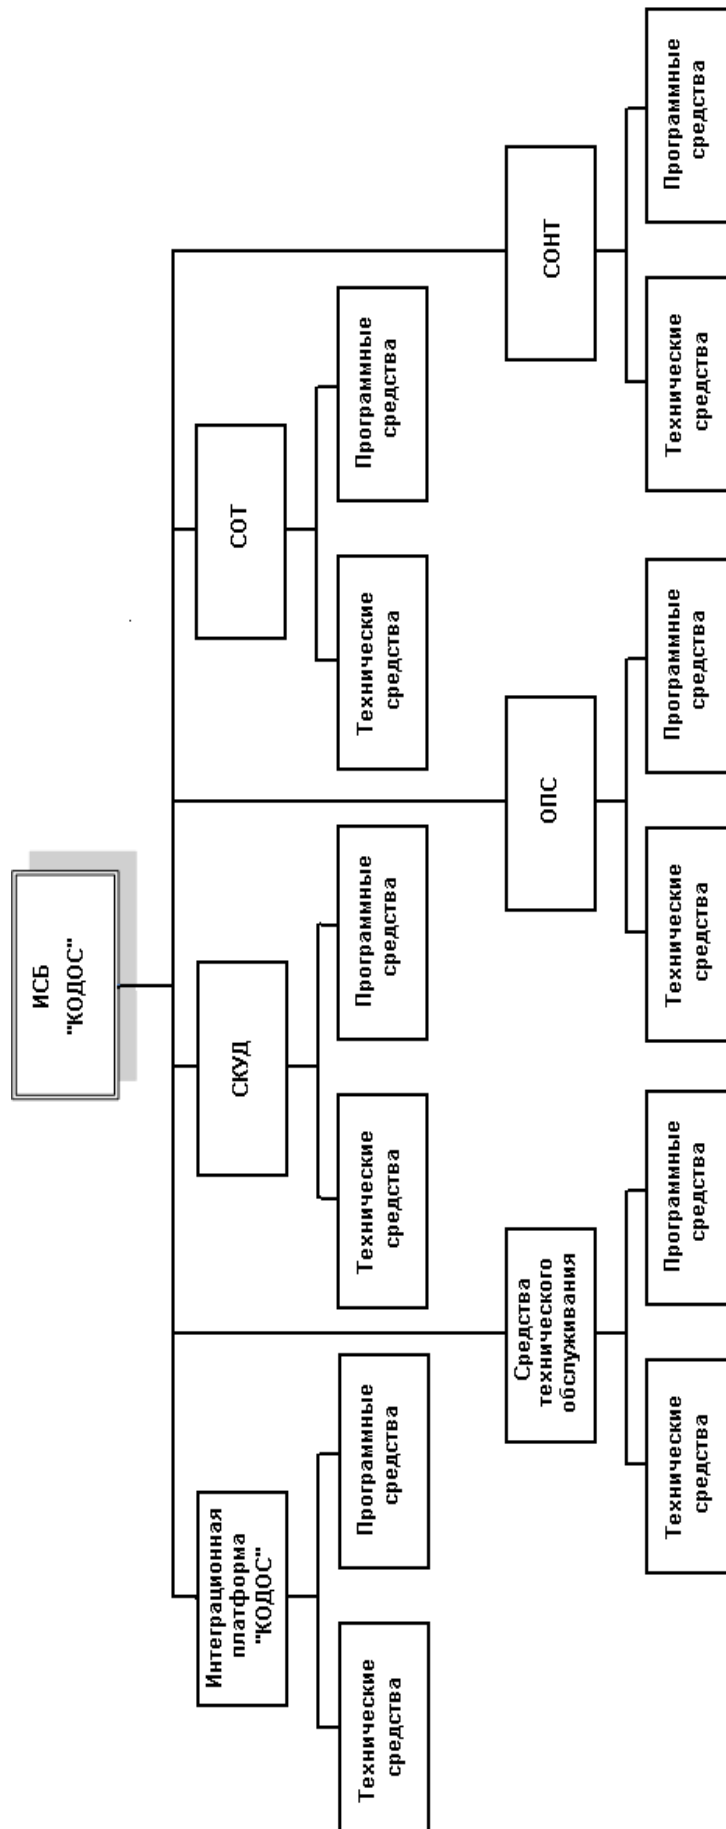 ИСБ
"КОДОС"
Интеграционная
платформа
"КОДОС"
СКУД
СОТ
Технические
средства
Программные
средства
Технические
средства
Программные
средства
Технические
средства
Программные
средства
Средства
технического
обслуживания
ОПС
СОНТ
Технические
средства
Программные
средства
Технические
средства
Программные
средства
Технические
средства
Программные
средства